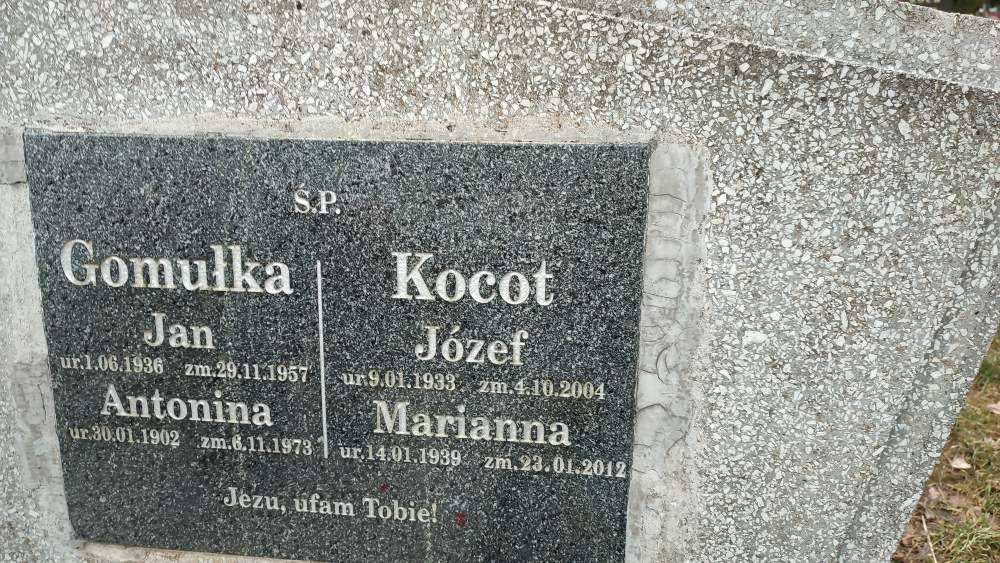 Ś.P.
Gomułka
Jan
ur.1.06.1936 zm.29.11.1957
Antonina
ur.30.01.1902 zm.6.11.1973
Kocot
Józef
ur.9.01.1933 zm.4.10.2004
Marianna
ur.14.01.1939 zm.23.01.2012
Jezu, ufam Tobie!